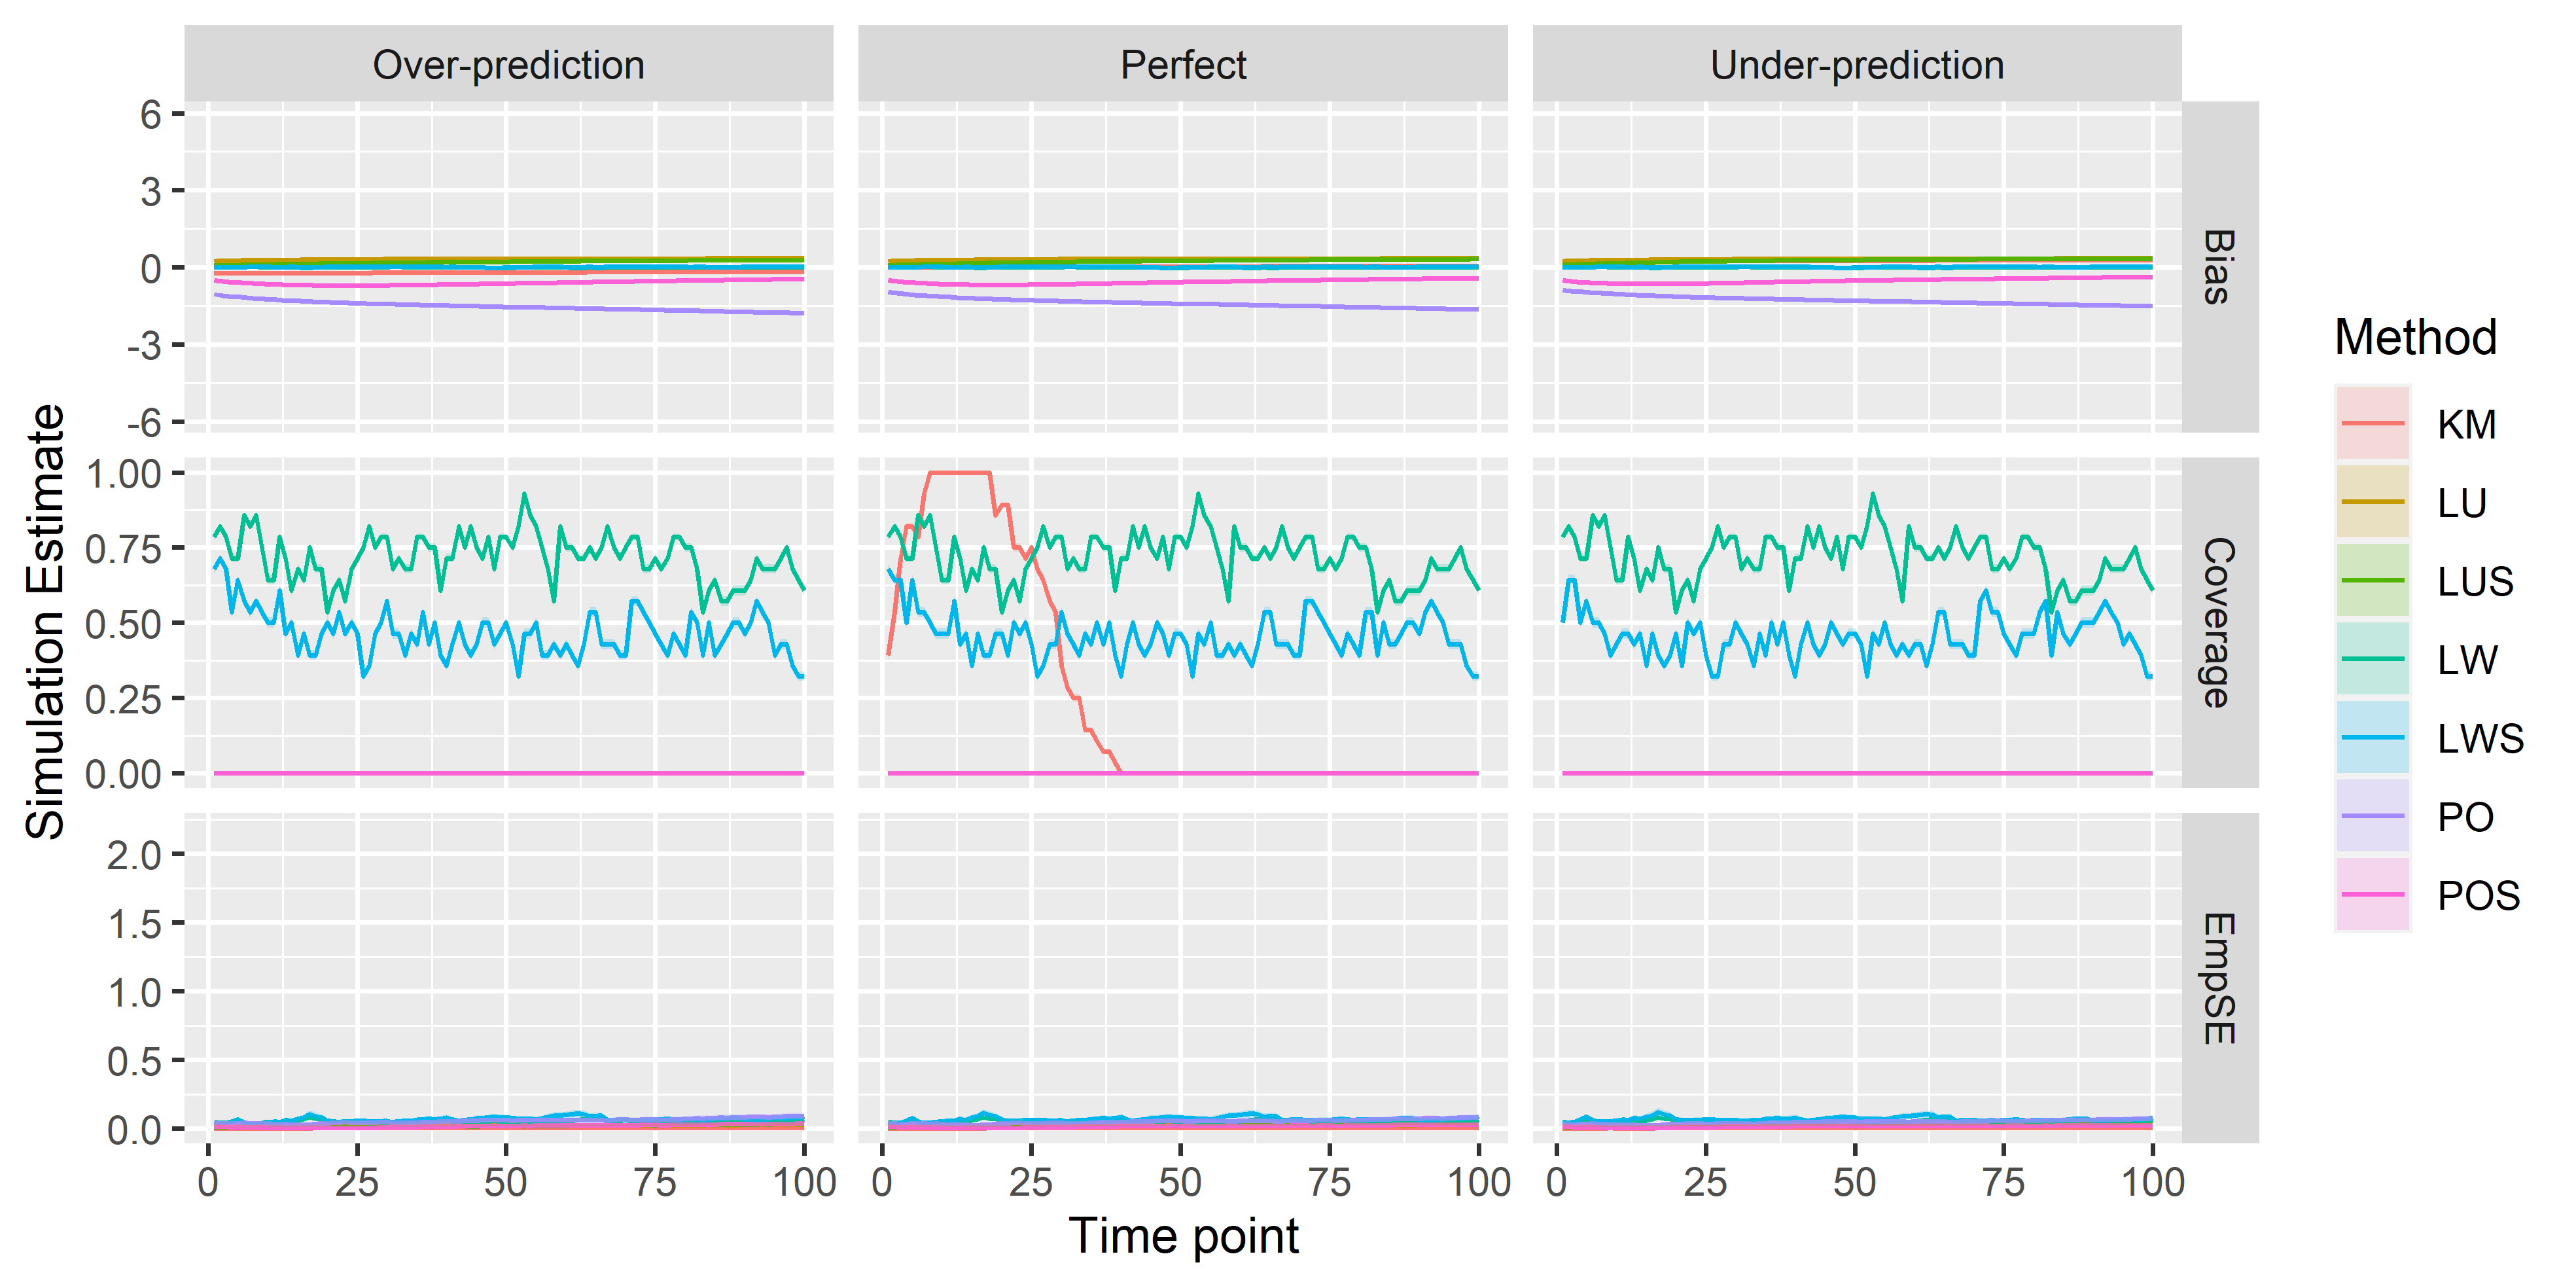 Over-prediction
Perfect
Under-prediction
6
3
0
-3
-6
Bias
1.00
0.75
0.50
0.25
0.00
Coverage
2.0
1.5
1.0
0.5
0.0
EmpSE
0 25 50 75 100
0 25 50 75 100
0 25 50 75 100
Time point
Simulation Estimate
Method
KM
LU
LUS
LW
LWS
PO
POS